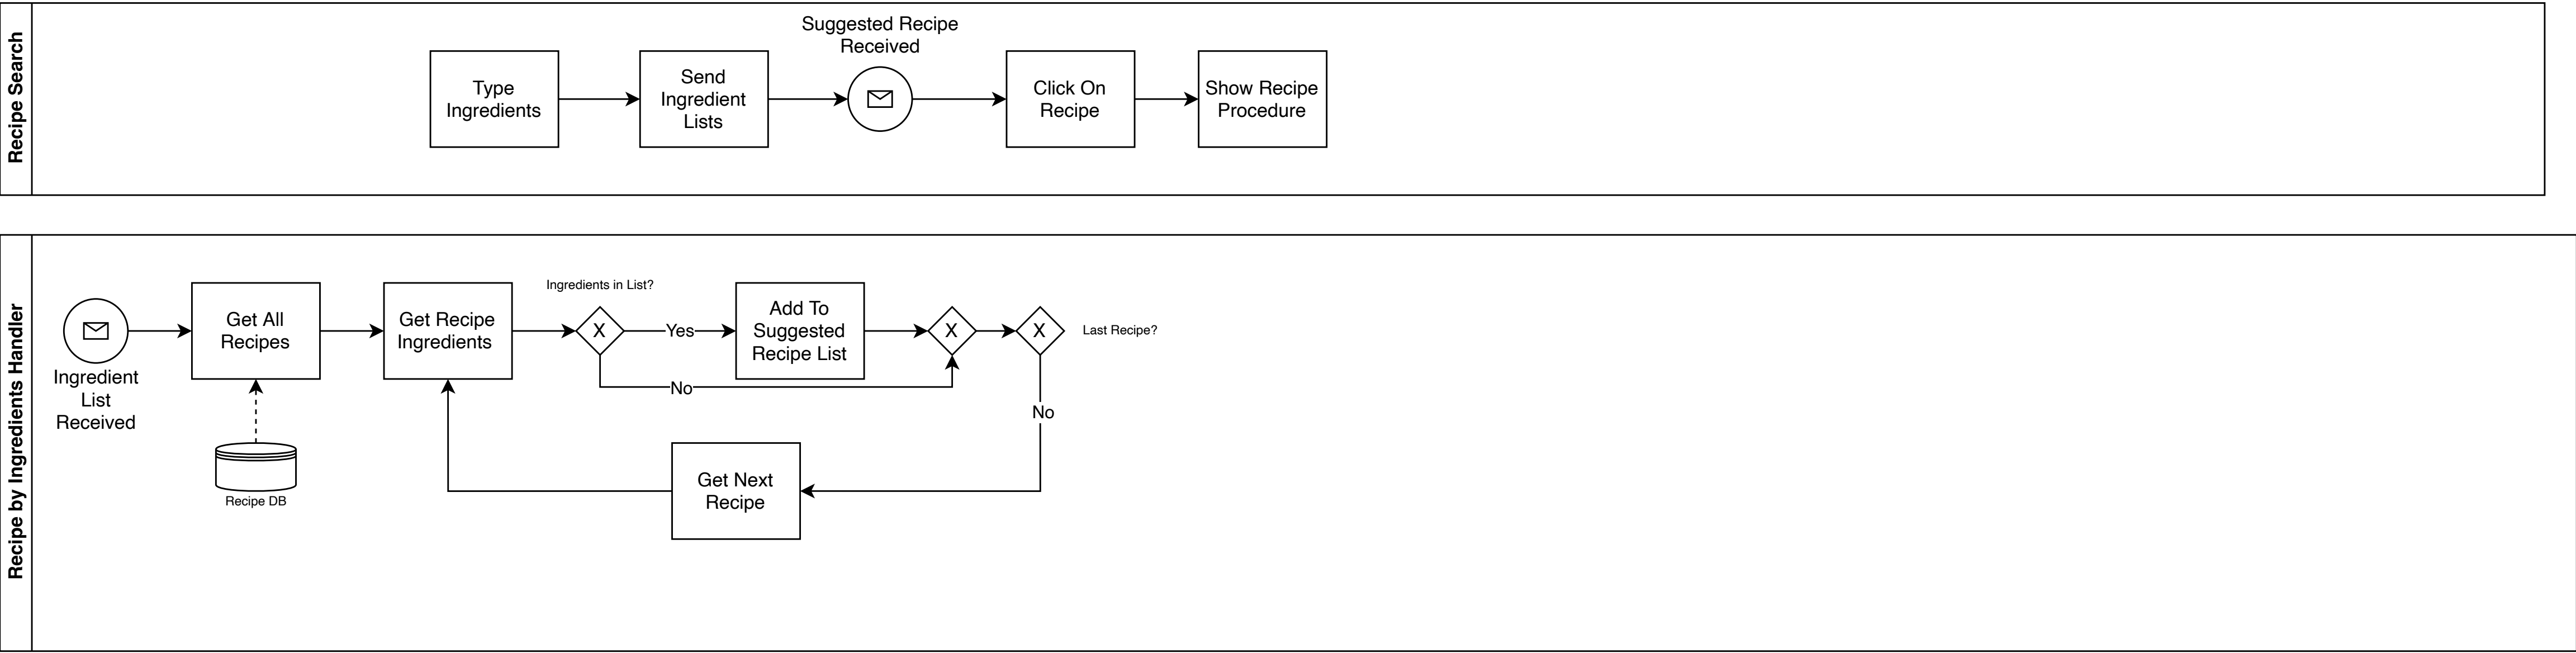 Recipe Search
Type
Ingredients
Send
Ingredient
Lists
Suggested Recipe
Received
Click On
Recipe
Show Recipe
Procedure
Recipe by Ingredients Handler
Ingredient
List
Received
Get All
Recipes
Recipe DB
Get Recipe
Ingredients
Ingredients in List?
X
Yes
No
Add To
Suggested
Recipe List
X
X
Last Recipe?
No
Get Next
Recipe